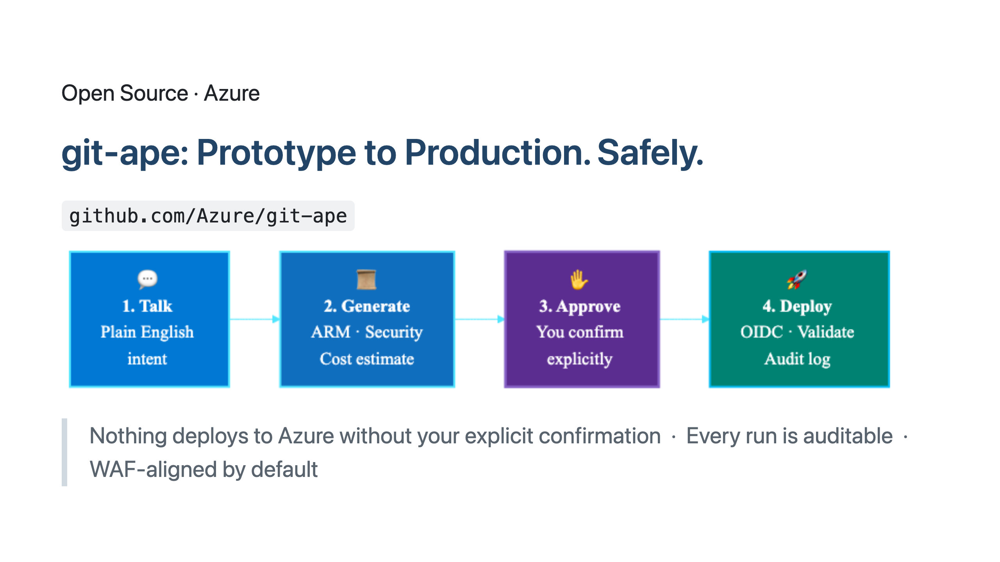 Open Source · Azure
git-ape: Prototype to Production. Safely.
github.com/Azure/git-ape
1. Talk
Plain English
intent
2. Generate
ARM · Security
Cost estimate
3. Approve
You confirm
explicitly
4. Deploy
OIDC · Validate
Audit log
Nothing deploys to Azure without your explicit confirmation · Every run is auditable ·
WAF-aligned by default